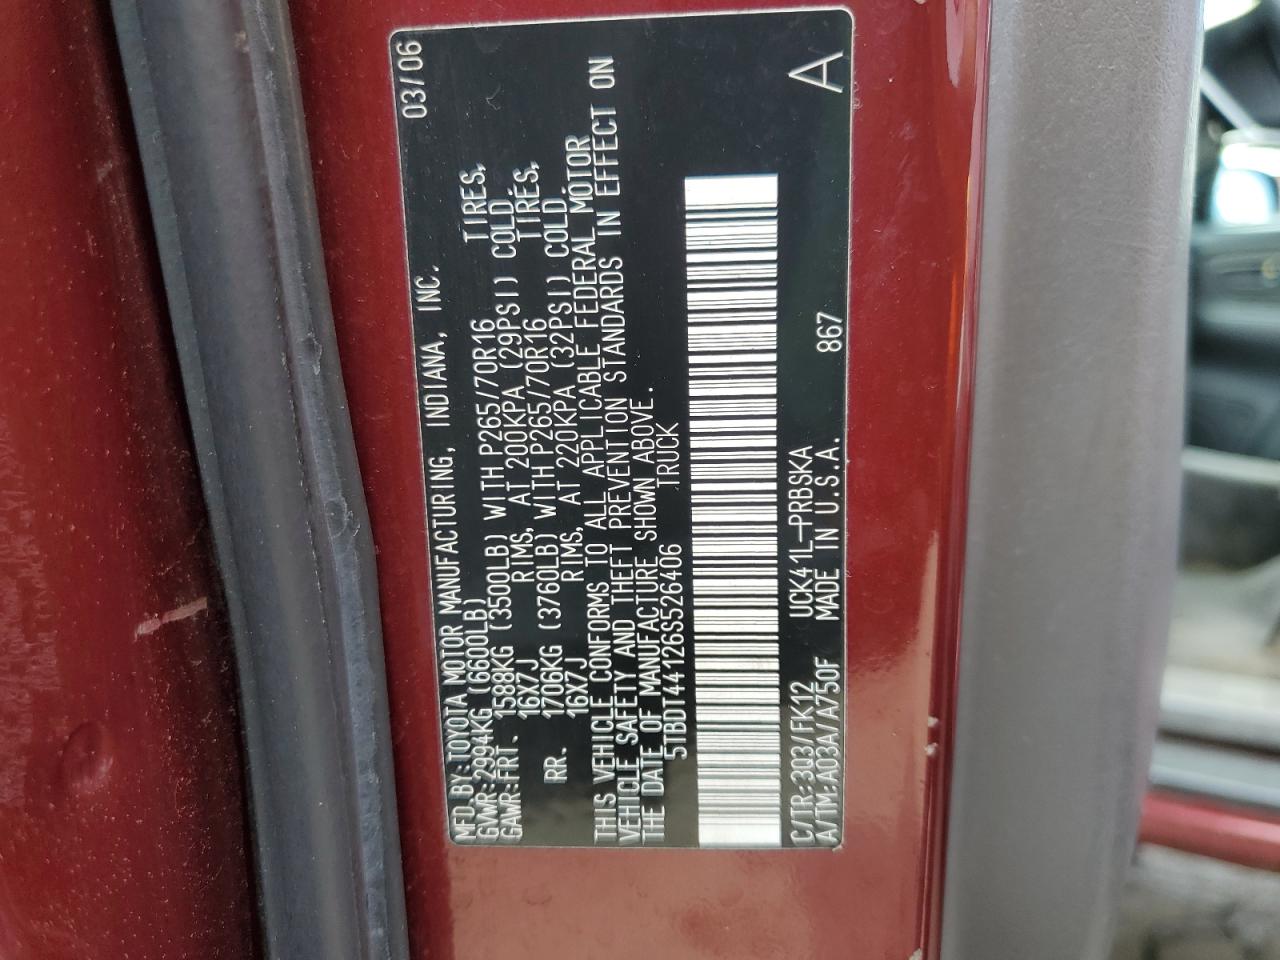 MFD.BY:TOYOTA MOTOR MANUFACTURING, INDIANA, INC. 03/06
GVWR:2994KG (6600LB)
GAWR:FRT. 1588KG (3500LB) WITH P265/70R16 TIRES,
16X7J RIMS, AT 200KPA (29PSI) COLD.
RR. 1706KG (3760LB) WITH P265/70R16 TIRES,
16X7J RIMS, AT 220KPA (32PSI) COLD.
THIS VEHICLE CONFORMS TO ALL APPLICABLE FEDERAL MOTOR
VEHICLE SAFETY AND THEFT PREVENTION STANDARDS IN EFFECT ON
THE DATE OF MANUFACTURE SHOWN ABOVE.
5TBDT44126S526406 TRUCK
C/TR:3Q3/FK12 UCK41L-PRBSKA 867 A
A/TM:A03A/A750F MADE IN U.S.A.